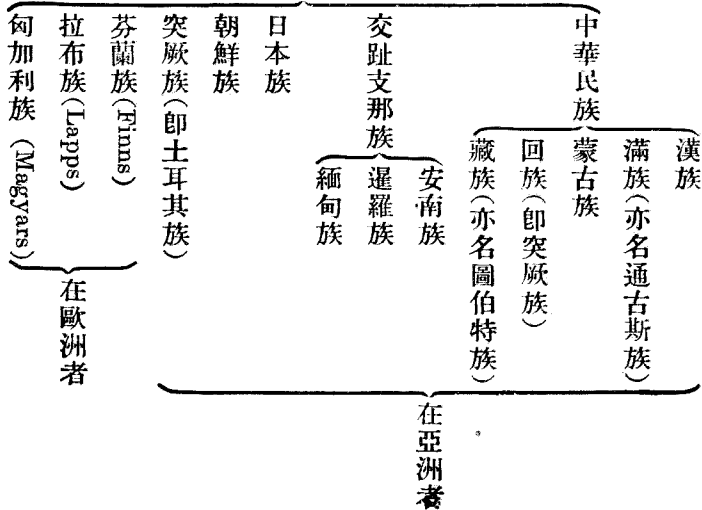 中華民族
漢族
滿族(亦名通古斯族)
蒙古族
回族(卽突厥族)
藏族(亦名圖伯特族)
交趾支那族
安南族
暹羅族
緬甸族
日本族
朝鮮族
突厥族(卽土耳其族)
在亞洲者
芬蘭族(Finns)
拉布族(Lapps)
匈加利族(Magyars)
在歐洲者